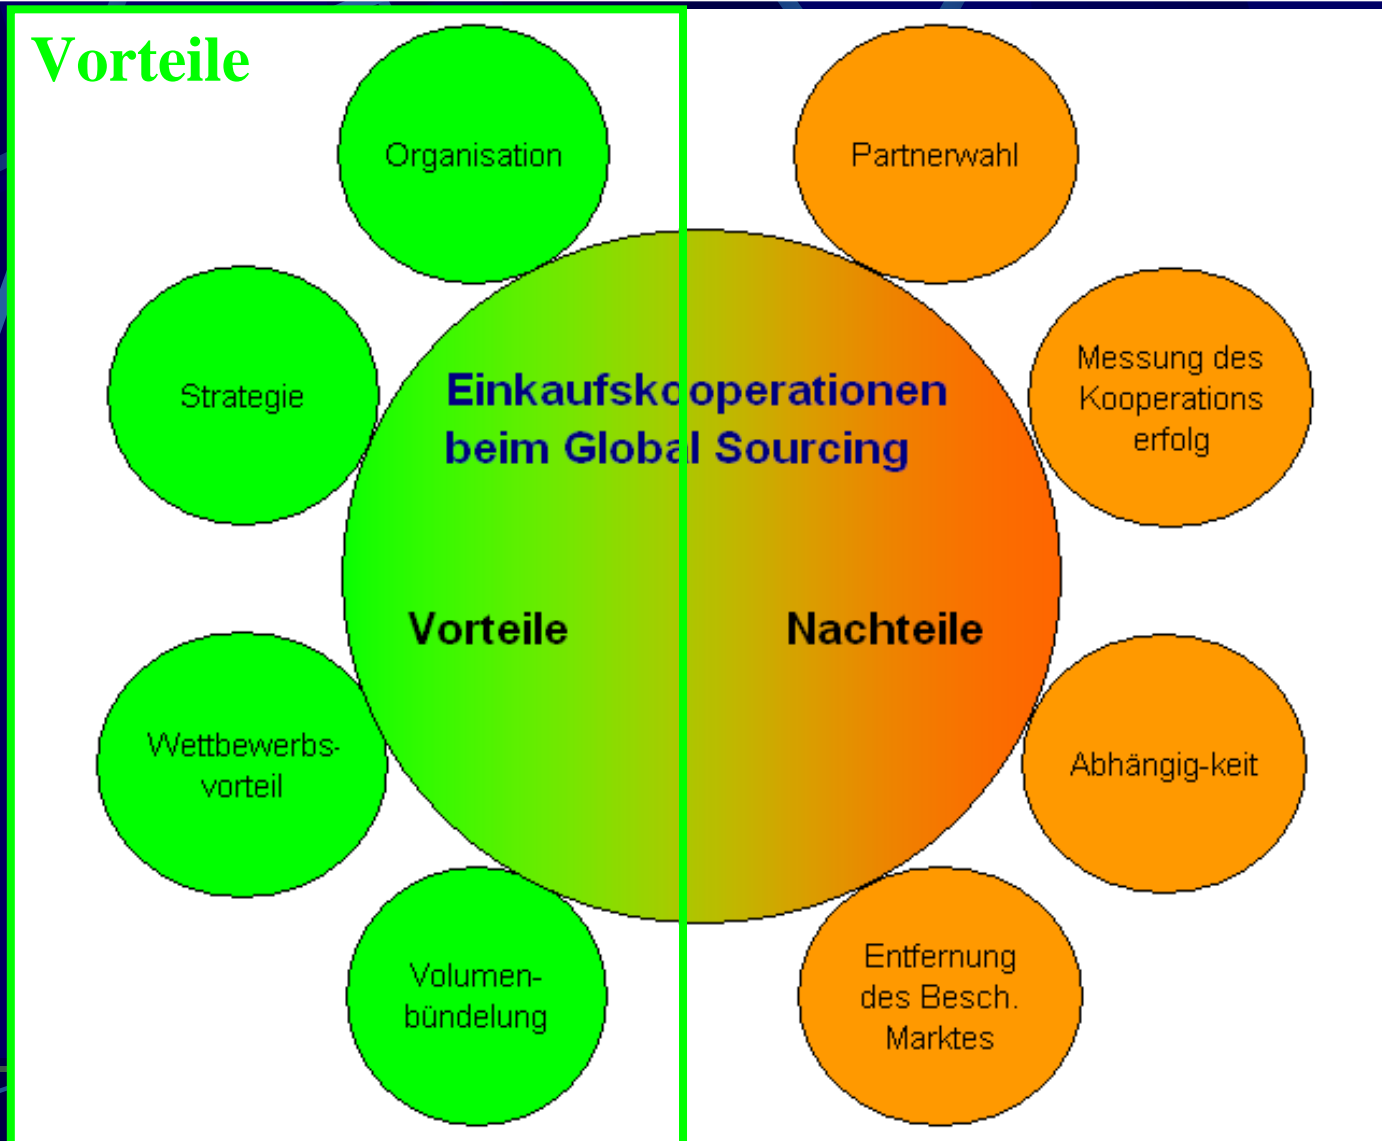 Vorteile
Organisation
Partnerwahl
Strategie
Messung des
Kooperations
erfolg
Einkaufskooperationen
beim Global Sourcing
Vorteile
Nachteile
Wettbewerbs-
vorteil
Abhängig-keit
Volumen-
bündelung
Entfernung
des Besch.
Marktes